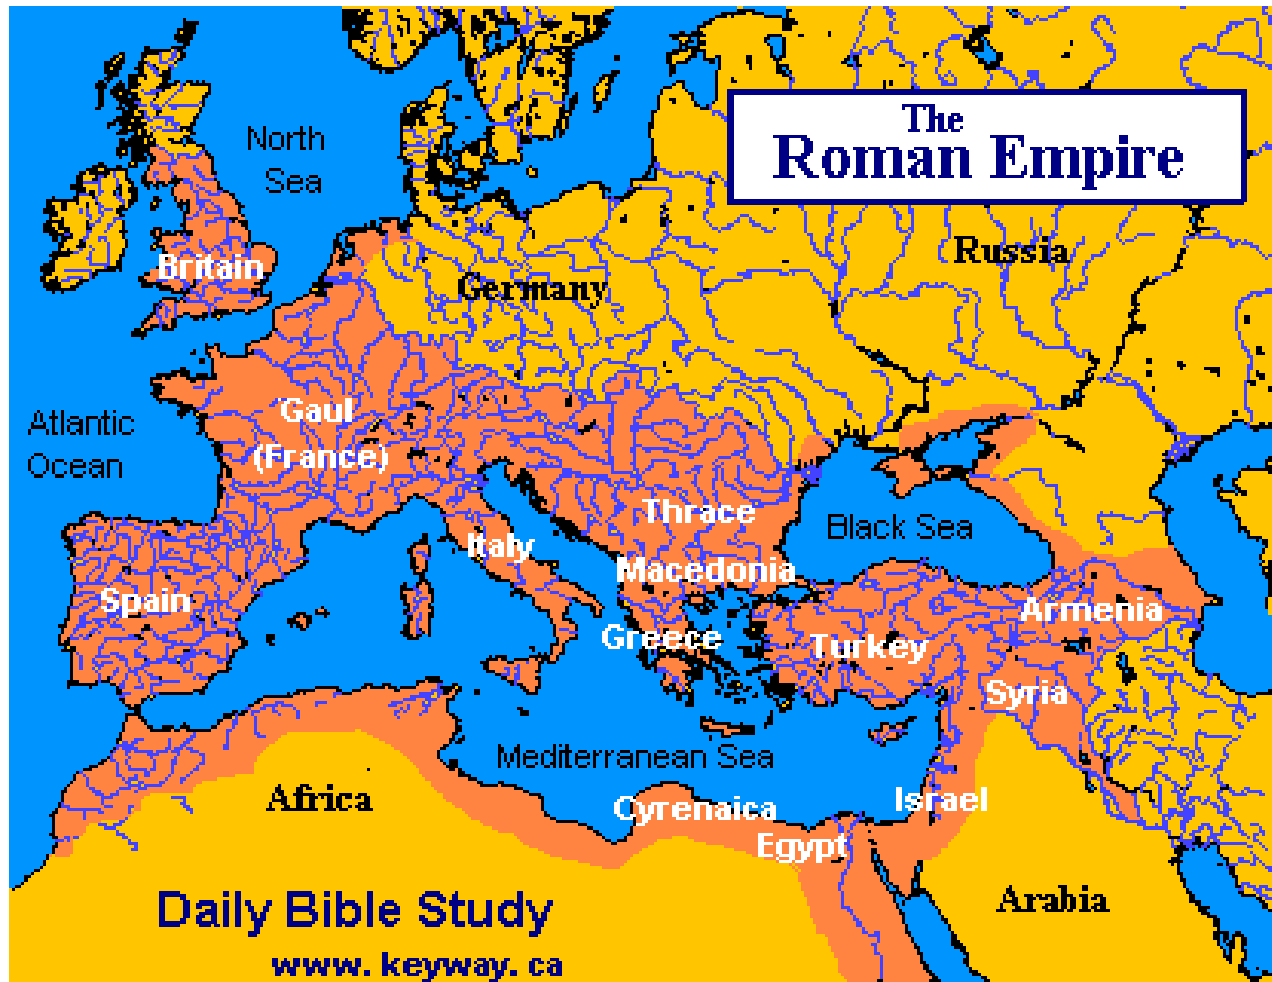 The
Roman Empire
North
Sea
Russia
Britain
Germany
Gaul
(France)
Atlantic
Ocean
Thrace
Black Sea
Italy
Macedonia
Spain
Armenia
Greece
Turkey
Syria
Mediterranean Sea
Africa
Cyrenaica
Israel
Egypt
Arabia
Daily Bible Study
www.keyway.ca